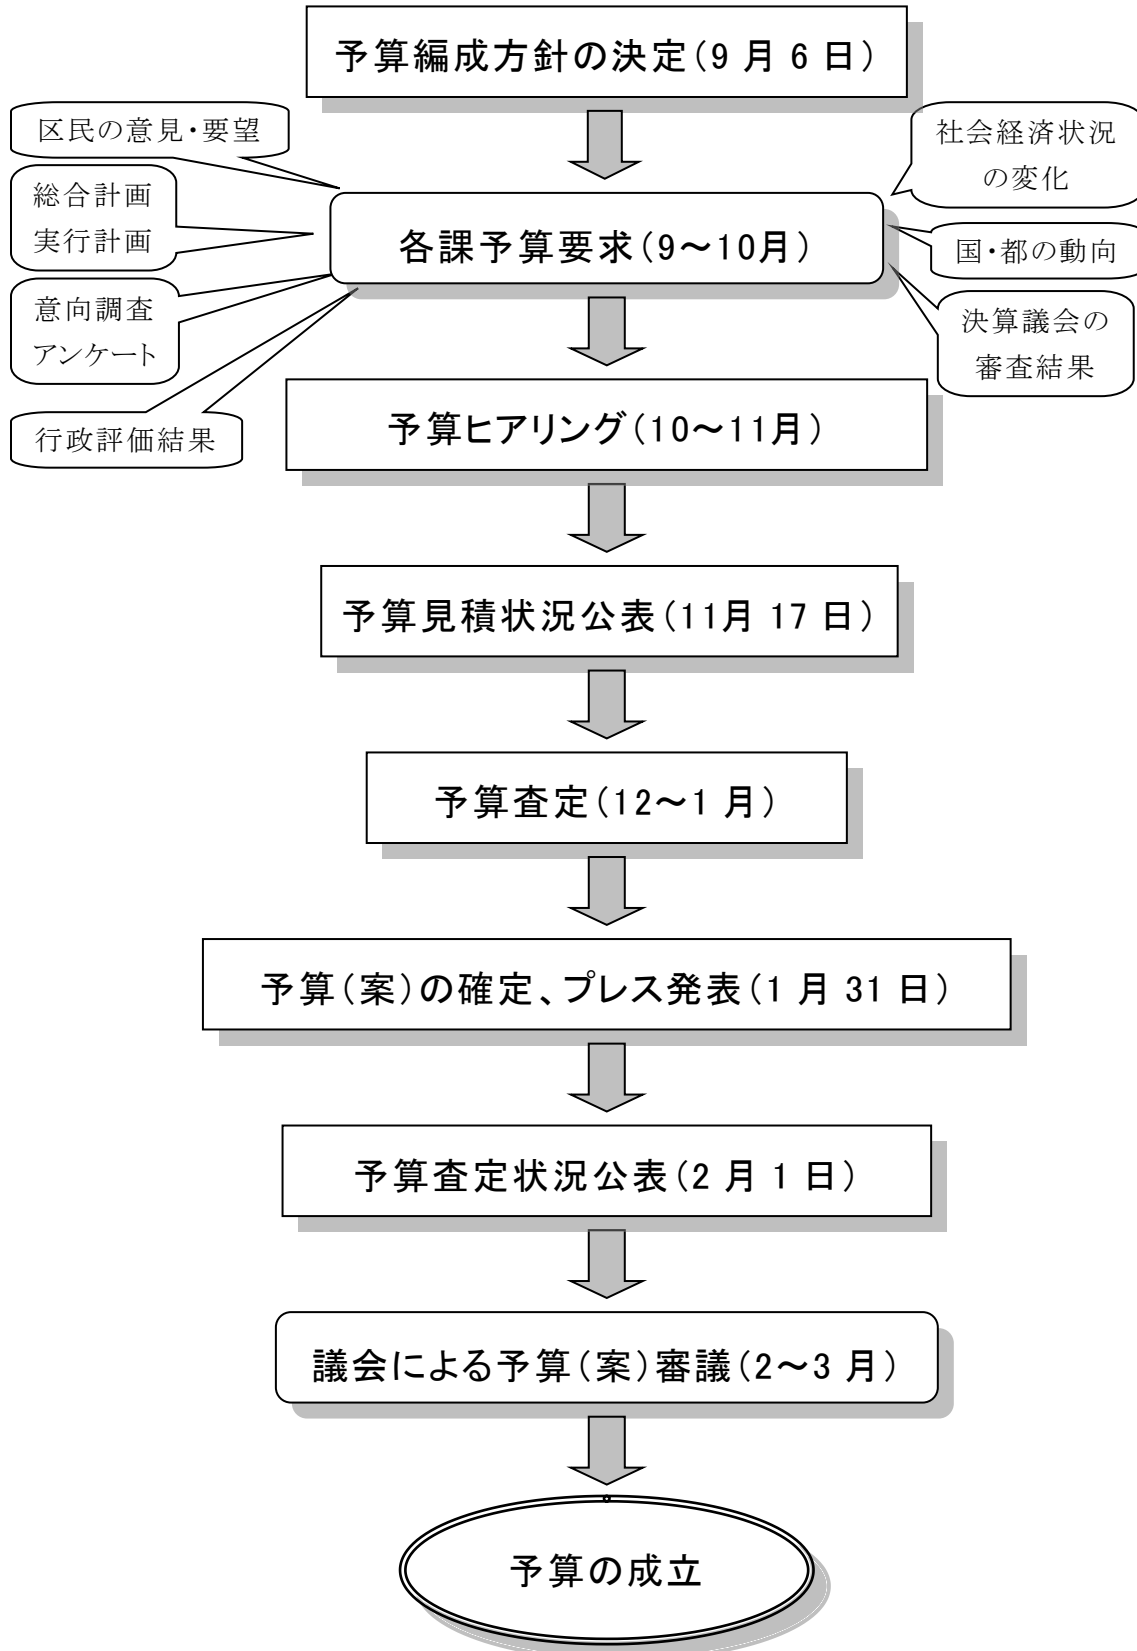 予算編成方針の決定(9月6日)
区民の意見・要望
総合計画
実行計画
意向調査
アンケート
行政評価結果
各課予算要求(9～10月)
社会経済状況
の変化
国・都の動向
決算議会の
審査結果
予算ヒアリング(10～11月)
予算見積状況公表(11月17日)
予算査定(12～1月)
予算(案)の確定、プレス発表(1月31日)
予算査定状況公表(2月1日)
議会による予算(案)審議(2～3月)
予算の成立